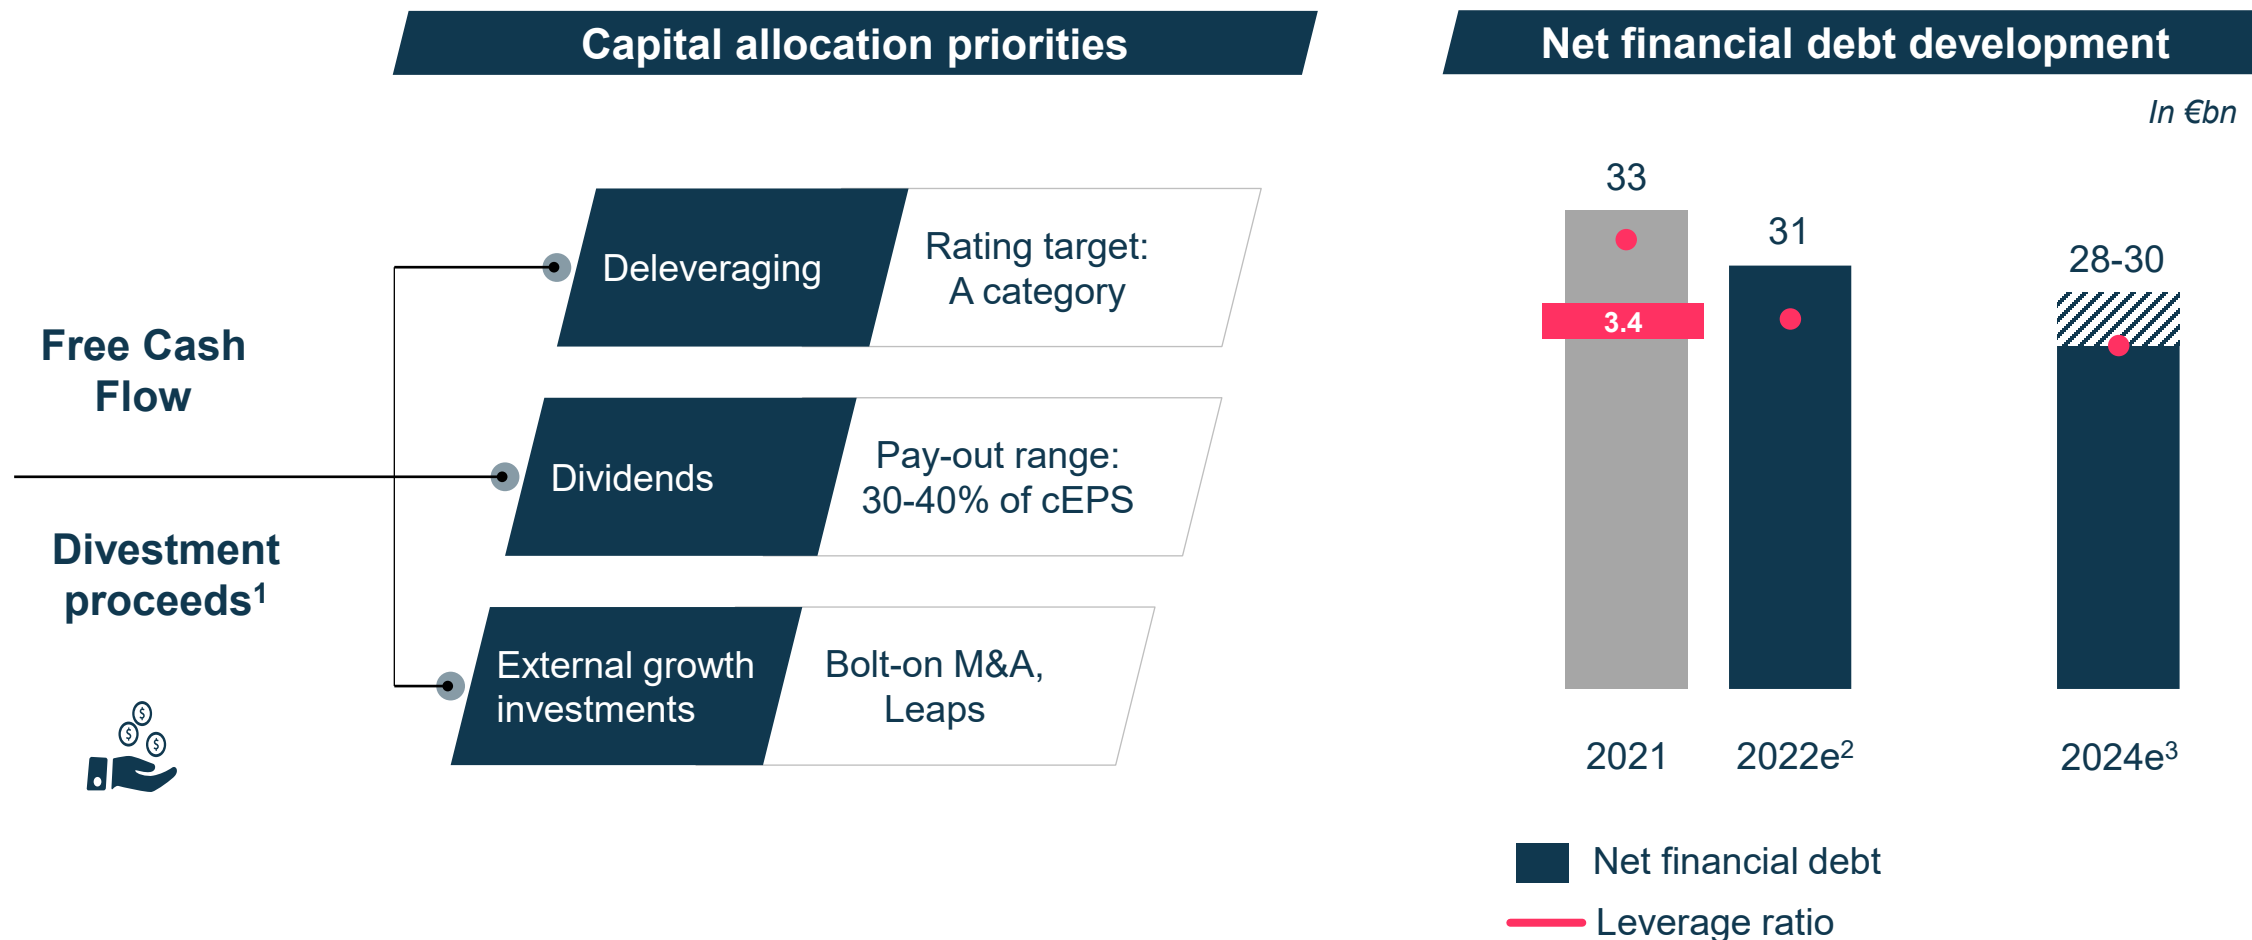 Capital allocation priorities
Free Cash
Flow
Divestment
proceeds¹
Deleveraging
Rating target:
A category
Dividends
Pay-out range:
30-40% of cEPS
External growth
investments
Bolt-on M&A,
Leaps
Net financial debt development
In €bn
33
31
28-30
3.4
2021
2022e²
2024e³
Net financial debt
Leverage ratio